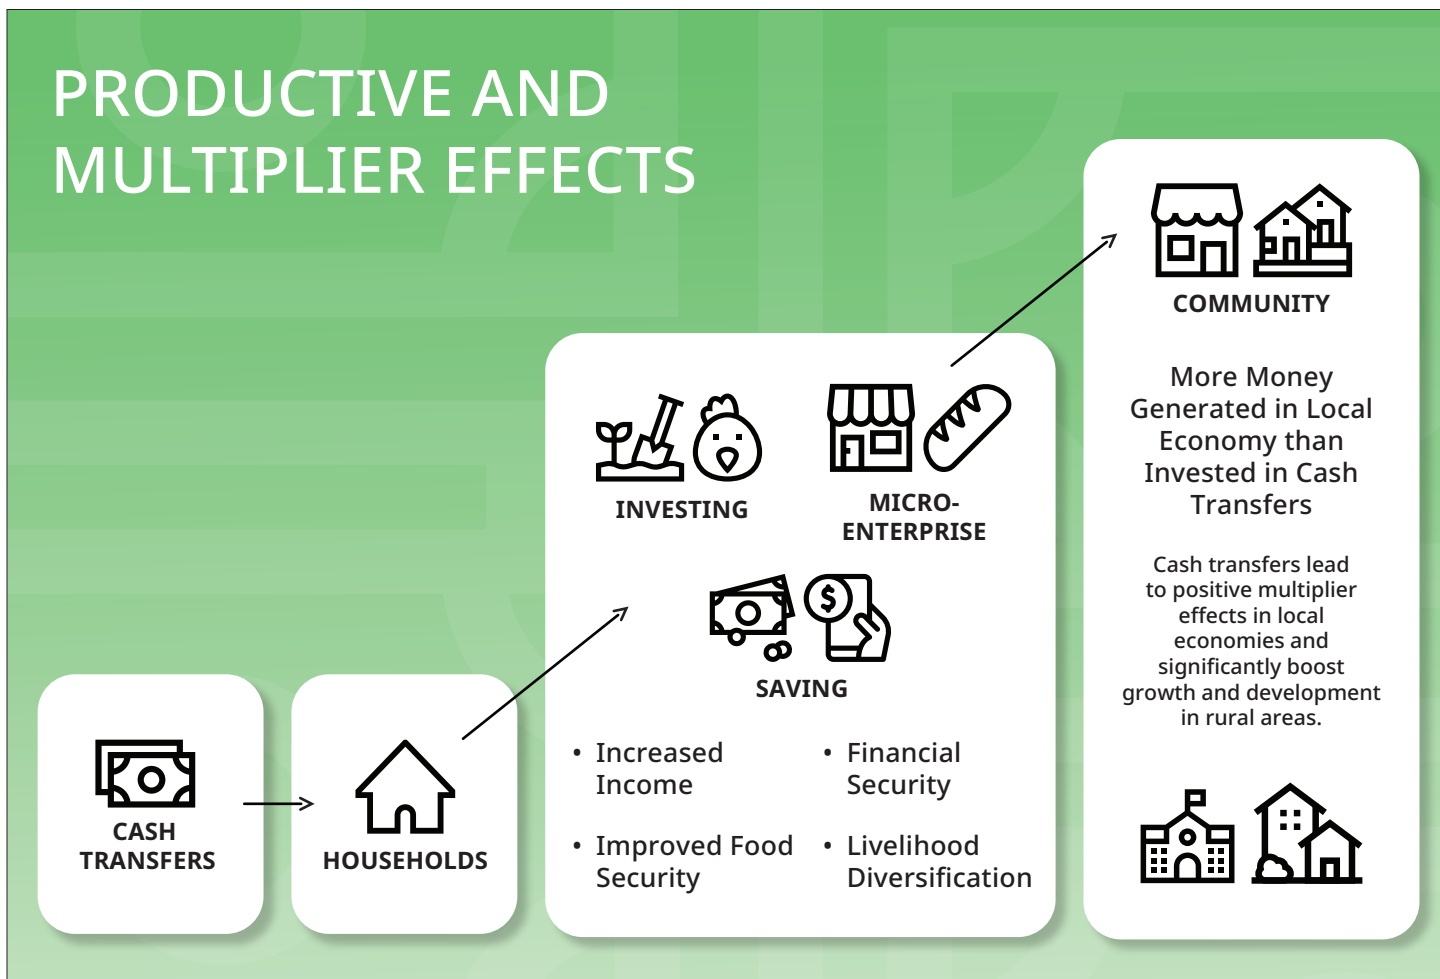 PRODUCTIVE AND
MULTIPLIER EFFECTS
CASH
TRANSFERS
HOUSEHOLDS
INVESTING
MICRO-
ENTERPRISE
$
SAVING
• Increased
Income
• Improved Food
Security
• Financial
Security
• Livelihood
Diversification
COMMUNITY
More Money
Generated in Local
Economy than
Invested in Cash
Transfers
Cash transfers lead
to positive multiplier
effects in local
economies and
significantly boost
growth and development
in rural areas.